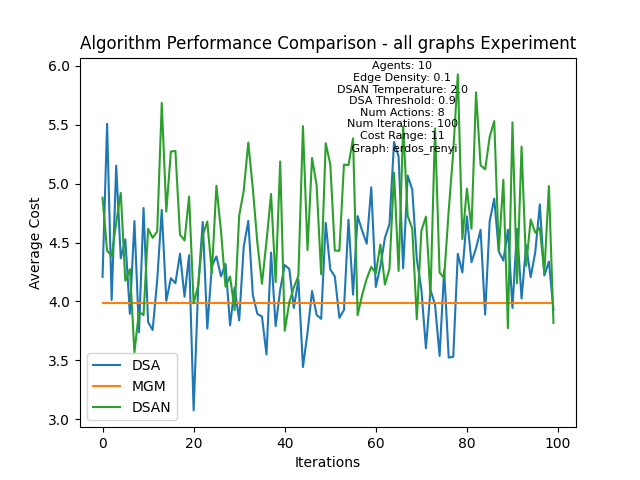 Algorithm Performance Comparison - all graphs Experiment
Agents: 10
Edge Density: 0.1
DSAN Temperature: 2.0
DSA Threshold: 0.9
Num Actions: 8
Num Iterations: 100
Cost Range: 11
Graph: erdos_renyi
6.0
5.5
5.0
4.5
4.0
3.5
3.0
Average Cost
DSA
MGM
DSAN
0 20 40 60 80 100
Iterations